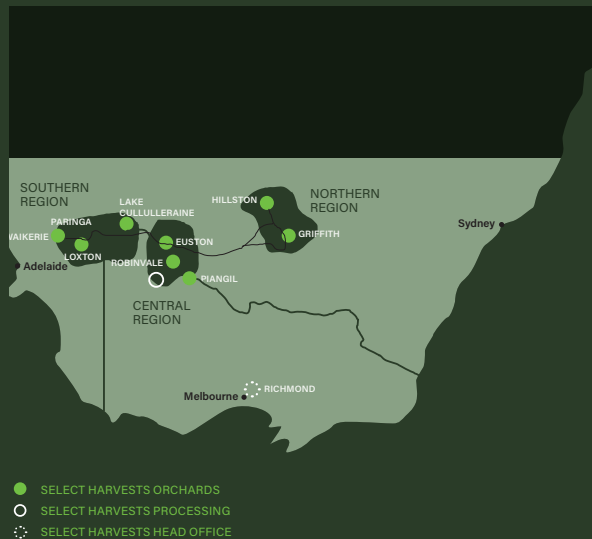 SOUTHERN
REGION
LAKE
CULLULLERAINE
HILLSTON
NORTHERN
REGION
PARINGA
WAIKERIE
EUSTON
GRIFFITH
Sydney
LOXTON
ROBINVALE
Adelaide
PIANGIL
CENTRAL
REGION
RICHMOND
Melbourne
SELECT HARVESTS ORCHARDS
SELECT HARVESTS PROCESSING
SELECT HARVESTS HEAD OFFICE